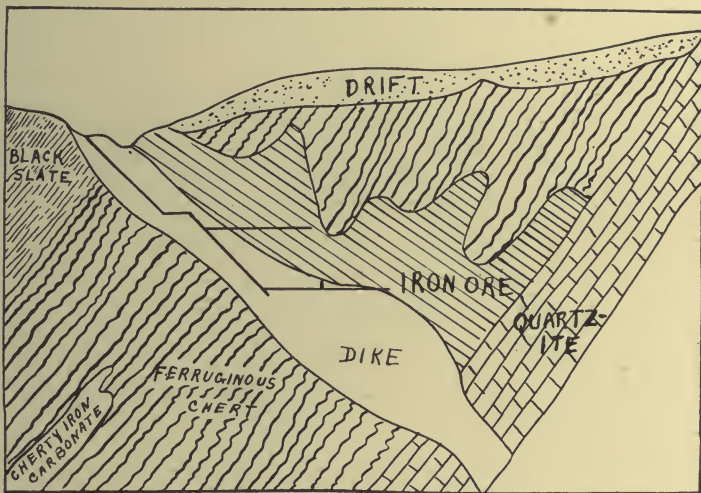 DRIFT
BLACK
SLATE
IRON ORE
QUARTZ-
ITE
DIKE
FERRUGINOUS
CHERT
CHERTY IRON
CARBONATE